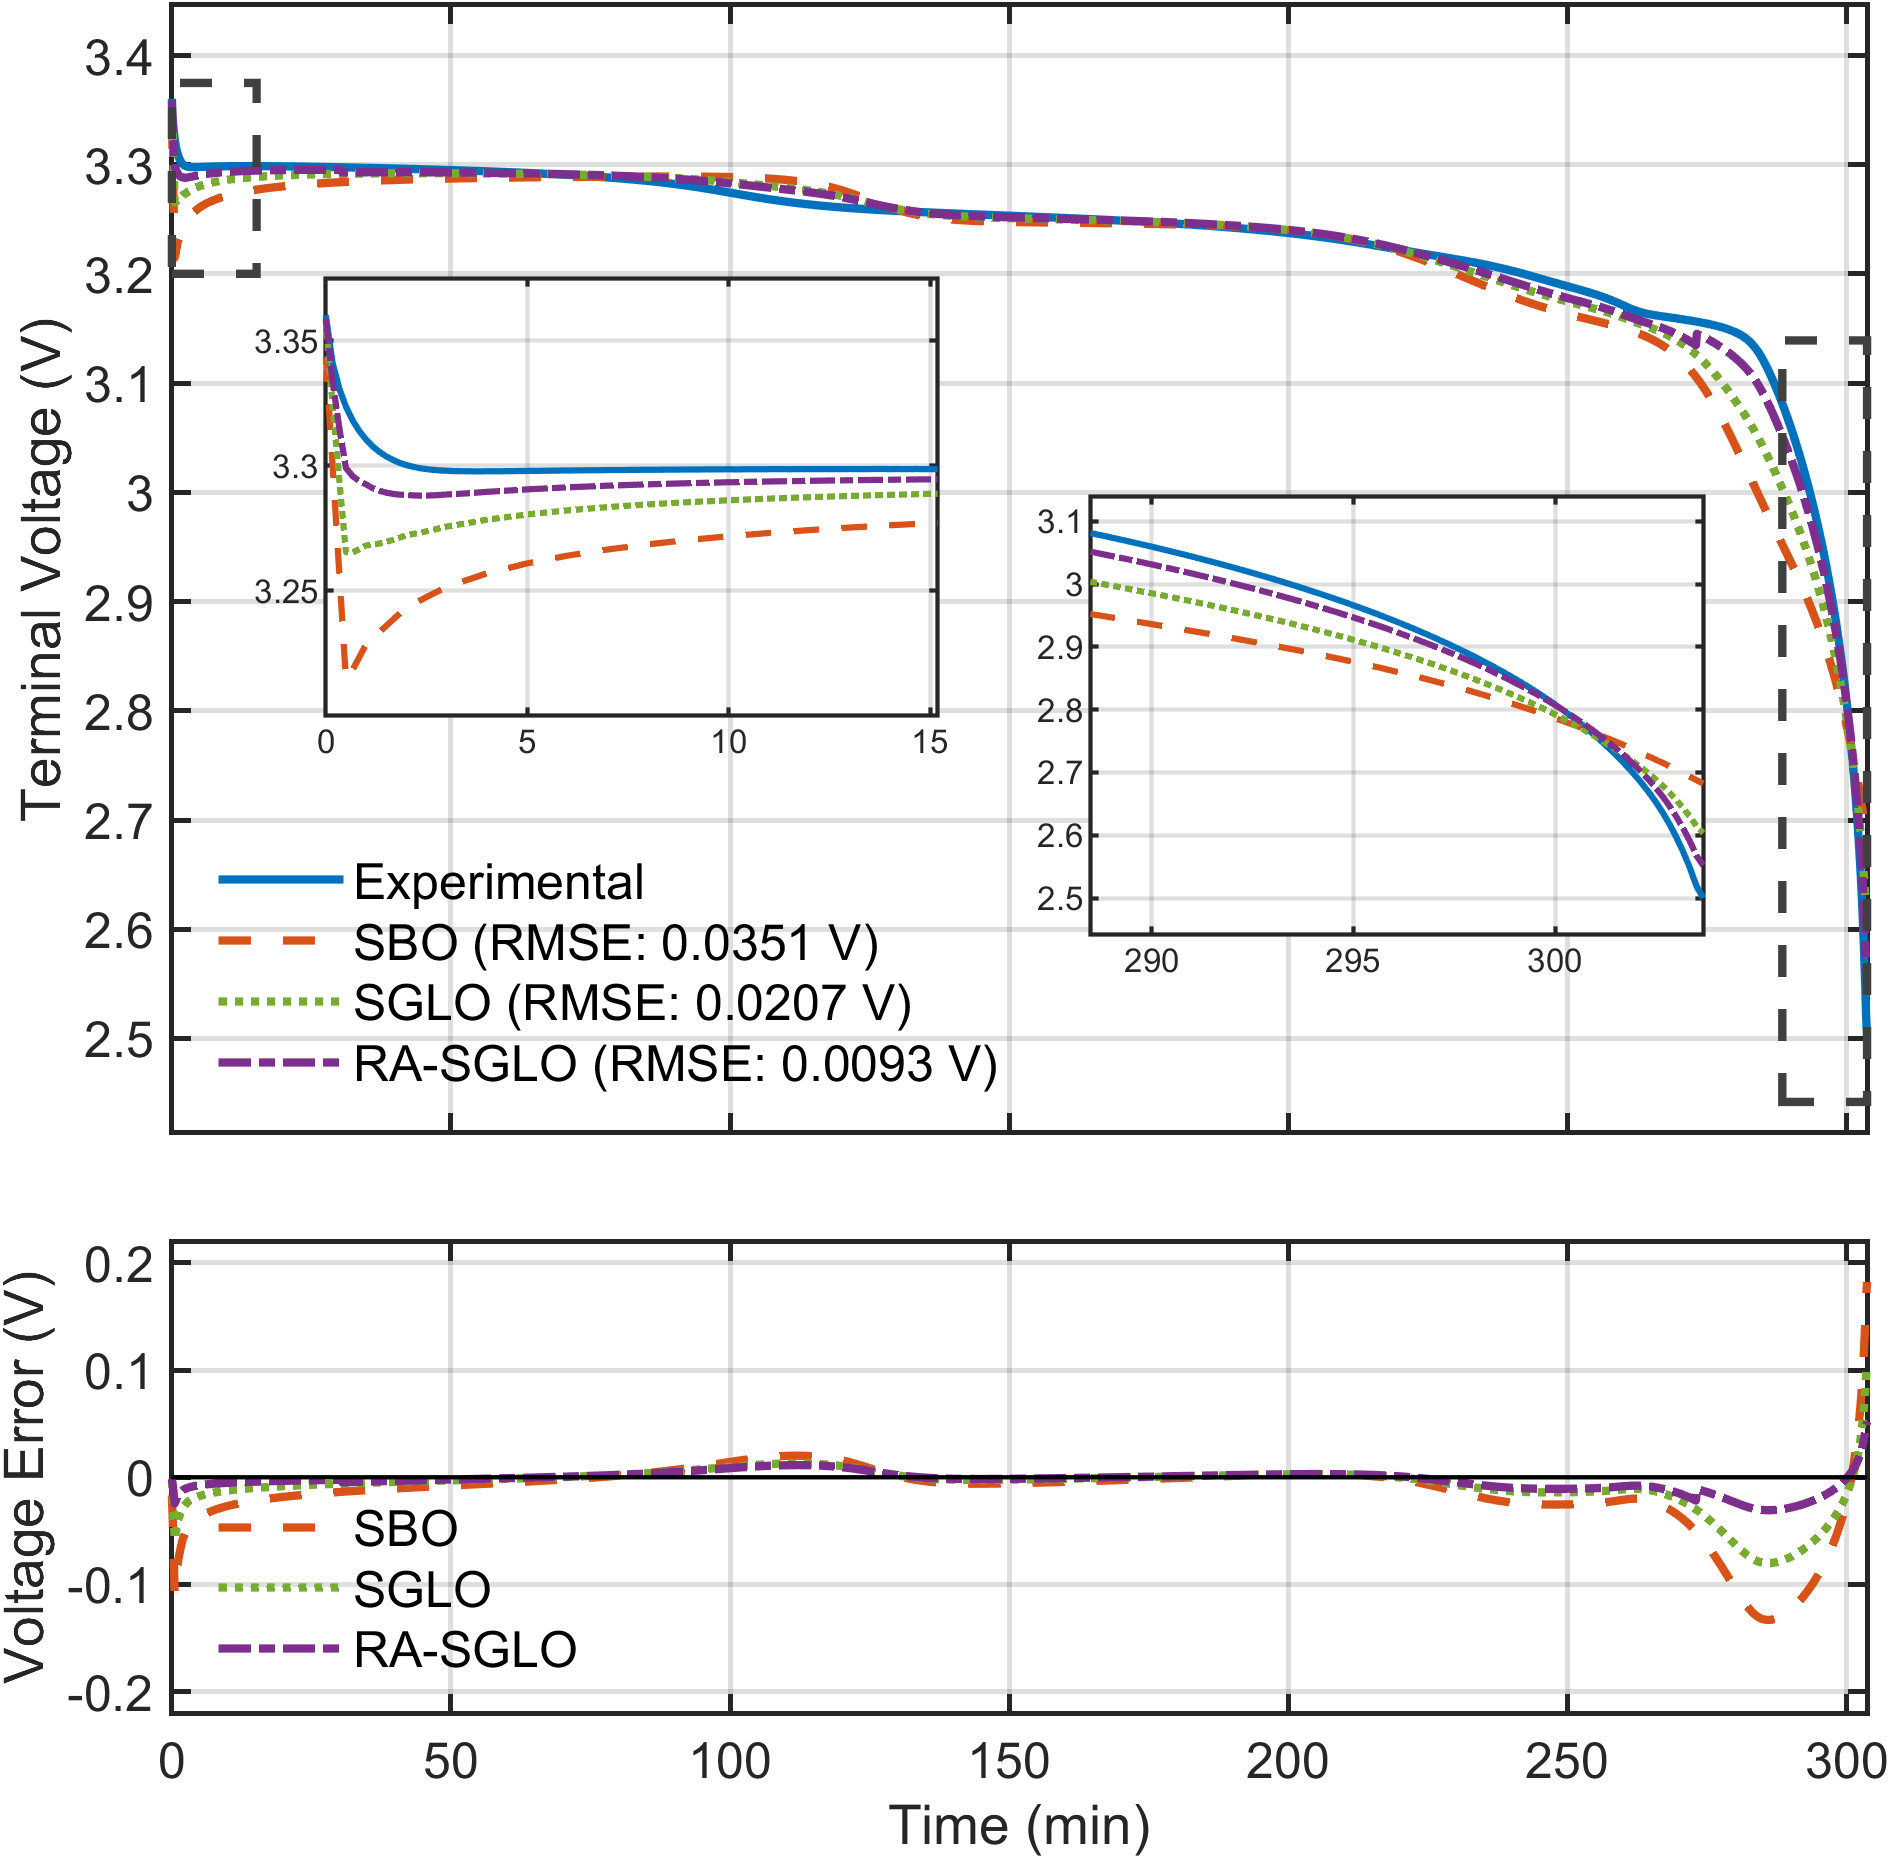 3.4
3.3
3.2
3.1
3
2.9
2.8
2.7
2.6
2.5
Terminal Voltage (V)
3.35
3.3
3.25
0 5 10 15
3.1
3
2.9
2.8
2.7
2.6
2.5
290 295 300
Experimental
SBO (RMSE: 0.0351 V)
SGLO (RMSE: 0.0207 V)
RA-SGLO (RMSE: 0.0093 V)
0.2
0.1
0
-0.1
-0.2
Voltage Error (V)
SBO
SGLO
RA-SGLO
0 50 100 150 200 250 300
Time (min)